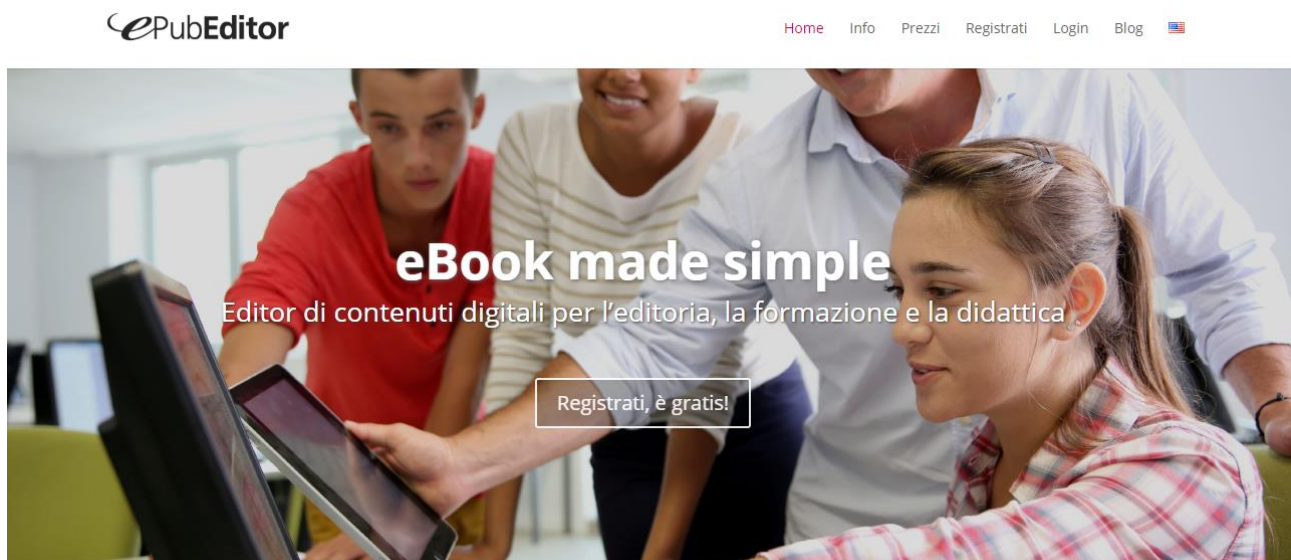 ePubEditor
Home Info Prezzi Registrati Login Blog
eBook made simple
Editor di contenuti digitali per l’editoria, la formazione e la didattica
Registrati, è gratis!